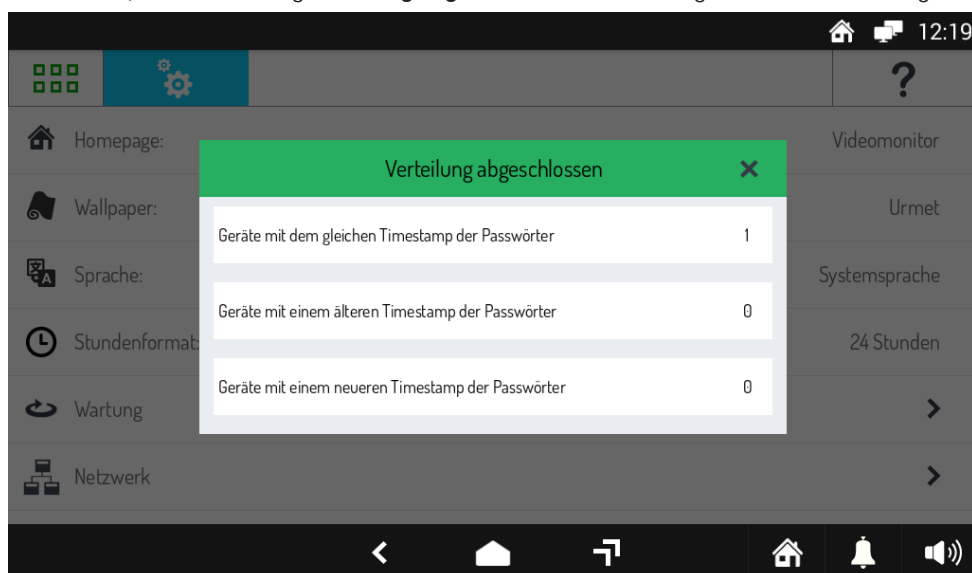 12:19
?
Homepage:
Videomonitor
Verteilung abgeschlossen
Wallpaper:
Urmet
Geräte mit dem gleichen Timestamp der Passwörter 1
Sprache:
Systemsprache
Geräte mit einem älteren Timestamp der Passwörter 0
Stundenformat:
24 Stunden
Geräte mit einem neueren Timestamp der Passwörter 0
Wartung
Netzwerk